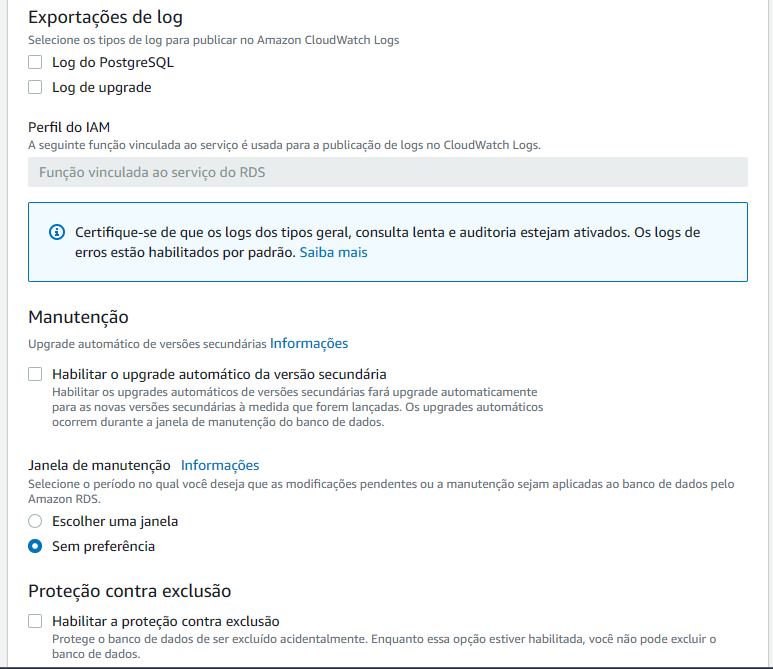 Exportações de log
Selecione os tipos de log para publicar no Amazon CloudWatch Logs
Log do PostgreSQL
Log de upgrade
Perfil do IAM
A seguinte função vinculada ao serviço é usada para a publicação de logs no CloudWatch Logs.
Função vinculada ao serviço do RDS
Certifique-se de que os logs dos tipos geral, consulta lenta e auditoria estejam ativados. Os logs de
erros estão habilitados por padrão. Saiba mais
Manutenção
Upgrade automático de versões secundárias Informações
Habilitar o upgrade automático da versão secundária
Habilitar os upgrades automáticos de versões secundárias fará upgrade automaticamente
para as novas versões secundárias à medida que forem lançadas. Os upgrades automáticos
ocorrem durante a janela de manutenção do banco de dados.
Janela de manutenção Informações
Selecione o período no qual você deseja que as modificações pendentes ou a manutenção sejam aplicadas ao banco de dados pelo
Amazon RDS.
Escolher uma janela
Sem preferência
Proteção contra exclusão
Habilitar a proteção contra exclusão
Protege o banco de dados de ser excluído acidentalmente. Enquanto essa opção estiver habilitada, você não pode excluir o
banco de dados.